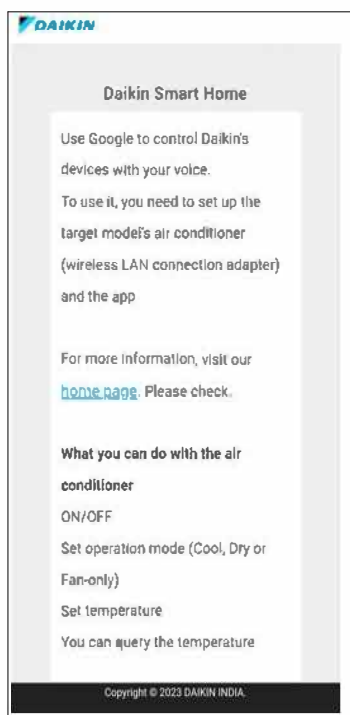 DAIKIN
Daikin Smart Home
Use Google to control Daikin's
devices with your voice.
To use it, you need to set up the
target model's air conditioner
(wireless LAN connection adapter)
and the app
For more information, visit our
home page. Please check.
What you can do with the air
conditioner
ON/OFF
Set operation mode (Cool, Dry or
Fan-only)
Set temperature
You can query the temperature
Copyright © 2023 DAIKIN INDIA.